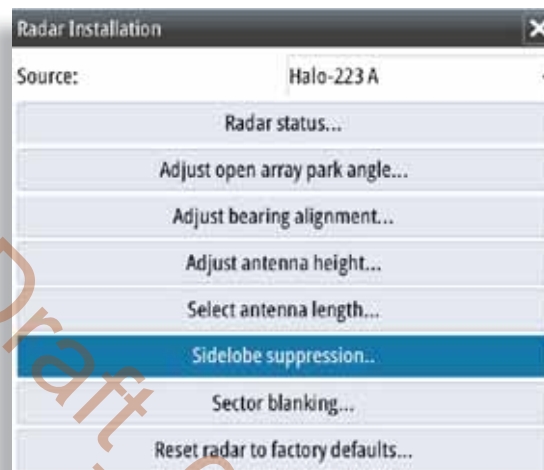 Radar Installation
Source: Halo-223 A
Radar status...
Adjust open array park angle...
Adjust bearing alignment...
Adjust antenna height...
Select antenna length...
Sidelobe suppression..
Sector blanking...
Reset radar to factory defaults...
Draft